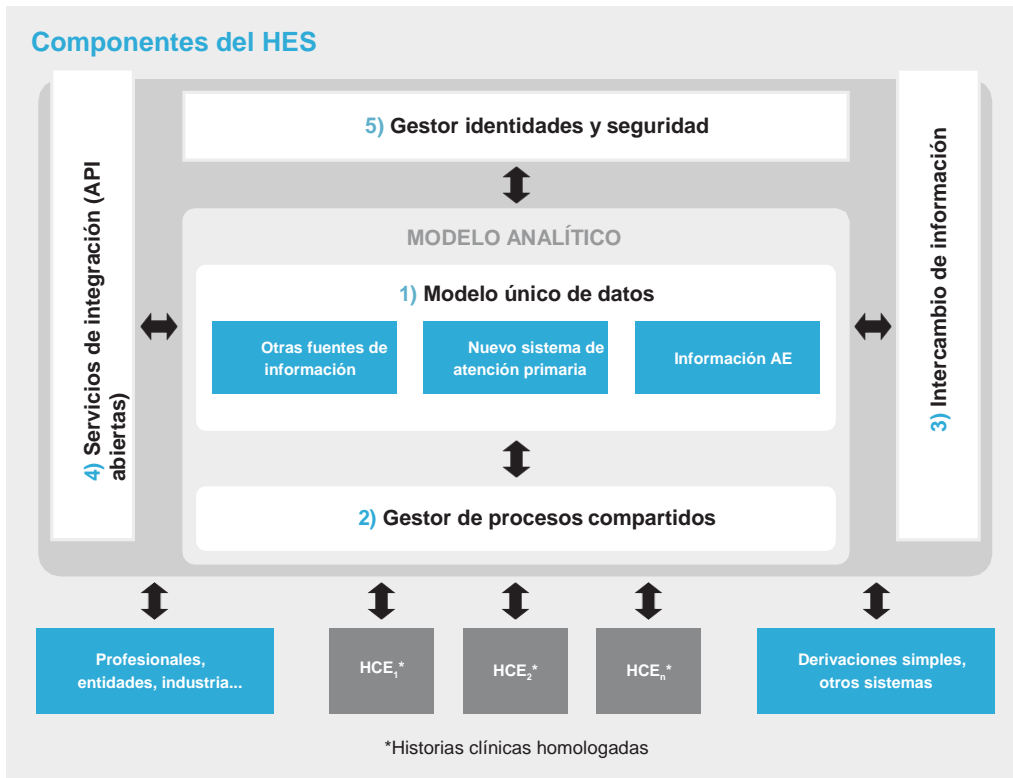 Componentes del HES
5) Gestor identidades y seguridad
4) Servicios de integración (API
abiertas)
MODELO ANALÍTICO
1) Modelo único de datos
Otras fuentes de
información
Nuevo sistema de
atención primaria
Información AE
3) Intercambio de información
2) Gestor de procesos compartidos
Profesionales,
entidades, industria...
HCE1*
HCE2*
HCEn*
Derivaciones simples,
otros sistemas
*Historias clínicas homologadas